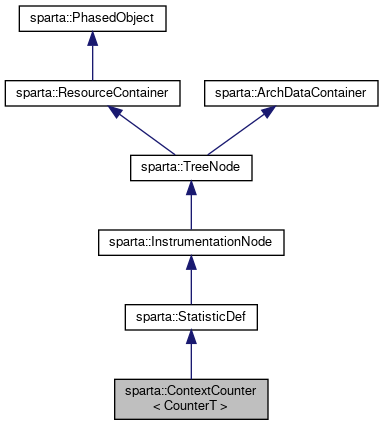 sparta::PhasedObject
sparta::ResourceContainer
sparta::ArchDataContainer
sparta::TreeNode
sparta::InstrumentationNode
sparta::StatisticDef
sparta::ContextCounter
< CounterT >